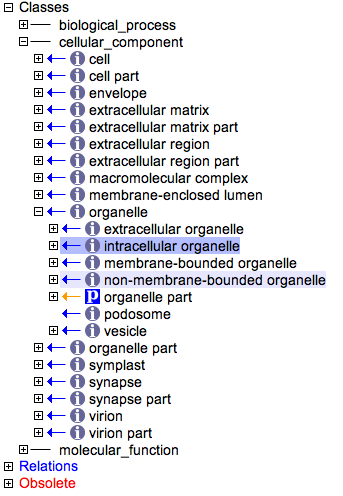 Classes
biological_process
cellular_component
i cell
i cell part
i envelope
i extracellular matrix
i extracellular matrix part
i extracellular region
i extracellular region part
i macromolecular complex
i membrane-enclosed lumen
i organelle
i extracellular organelle
i intracellular organelle
i membrane-bounded organelle
i non-membrane-bounded organelle
p organelle part
i podosome
i vesicle
i organelle part
i symplast
i synapse
i synapse part
i virion
i virion part
molecular_function
Relations
Obsolete